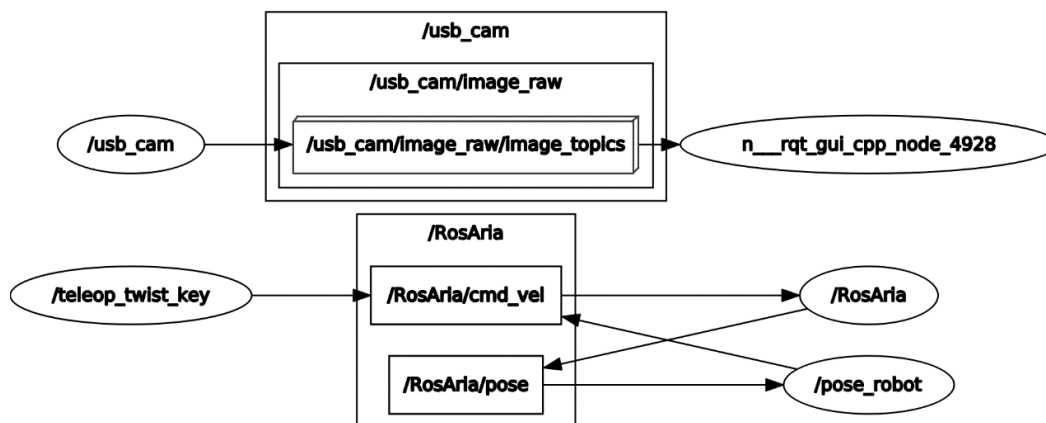 /usb_cam
/usb_cam/image_raw
/usb_cam
/usb_cam/image_raw/image_topics
n___rqt_gui_cpp_node_4928
/RosAria
/teleop_twist_key
/RosAria/cmd_vel
/RosAria
/RosAria/pose
/pose_robot